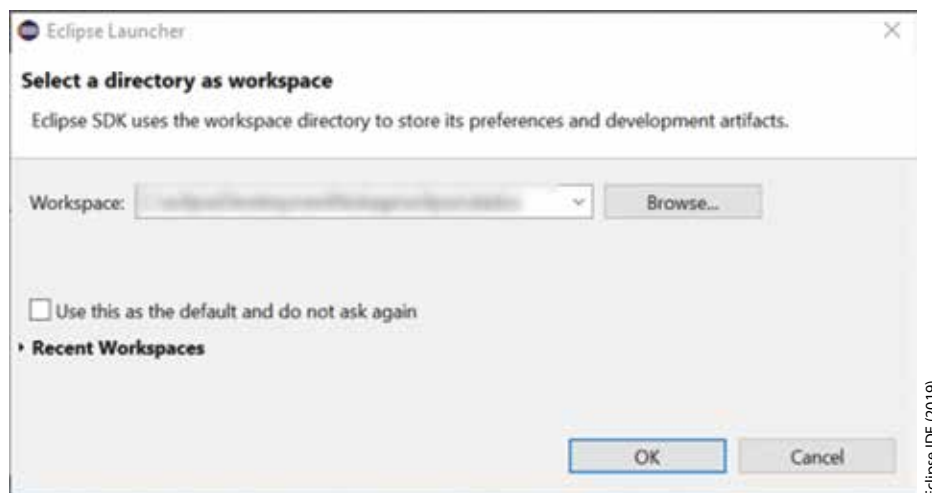 Eclipse Launcher
Select a directory as workspace
Eclipse SDK uses the workspace directory to store its preferences and development artifacts.
Workspace:
Browse...
Use this as the default and do not ask again
Recent Workspaces
OK
Cancel
Eclipse IDE (2019)